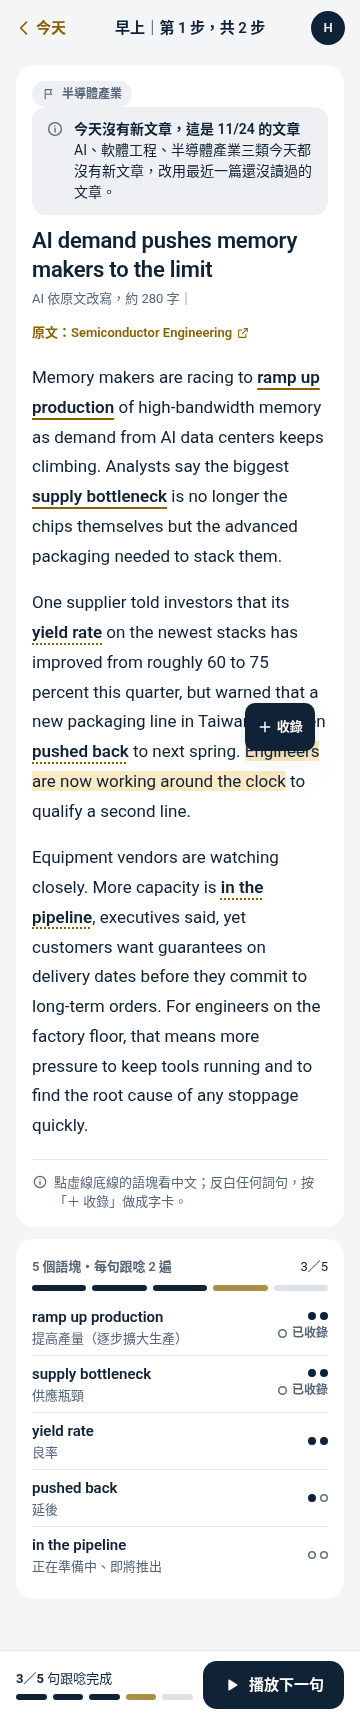 今天
早上｜第 1 步，共 2 步
H
半導體產業
今天沒有新文章，這是 11/24 的文章
AI、軟體工程、半導體產業三類今天都
沒有新文章，改用最近一篇還沒讀過的
文章。
AI demand pushes memory
makers to the limit
AI 依原文改寫，約 280 字｜
原文：Semiconductor Engineering
Memory makers are racing to ramp up
production of high-bandwidth memory
as demand from AI data centers keeps
climbing. Analysts say the biggest
supply bottleneck is no longer the
chips themselves but the advanced
packaging needed to stack them.
One supplier told investors that its
yield rate on the newest stacks has
improved from roughly 60 to 75
percent this quarter, but warned that a
new packaging line in Taiwan
＋ 收錄
pushed back to next spring. Engineers
are now working around the clock to
qualify a second line.
Equipment vendors are watching
closely. More capacity is in the
pipeline, executives said, yet
customers want guarantees on
delivery dates before they commit to
long-term orders. For engineers on the
factory floor, that means more
pressure to keep tools running and to
find the root cause of any stoppage
quickly.
點虛線底線的語塊看中文；反白任何詞句，按
「＋ 收錄」做成字卡。
5 個語塊・每句跟唸 2 遍
3／5
ramp up production
提高產量（逐步擴大生產）
已收錄
supply bottleneck
供應瓶頸
已收錄
yield rate
良率
pushed back
延後
in the pipeline
正在準備中、即將推出
3／5 句跟唸完成
播放下一句